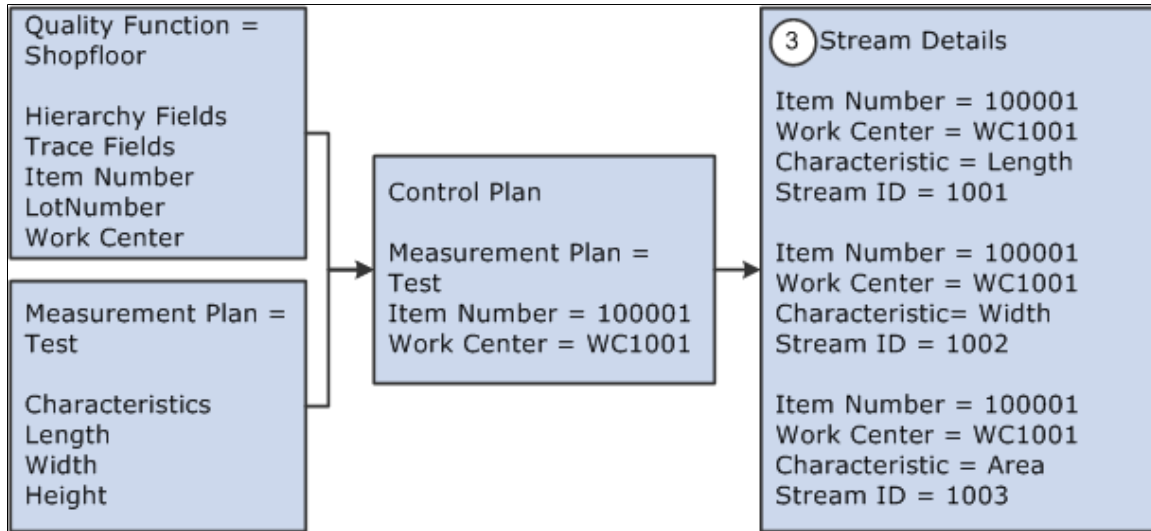 Quality Function =
Shopfloor
Hierarchy Fields
Trace Fields
Item Number
LotNumber
Work Center
Measurement Plan =
Test
Characteristics
Length
Width
Height
Control Plan
Measurement Plan =
Test
Item Number = 100001
Work Center = WC1001
3 Stream Details
Item Number = 100001
Work Center = WC1001
Characteristic = Length
Stream ID = 1001
Item Number = 100001
Work Center = WC1001
Characteristic= Width
Stream ID = 1002
Item Number = 100001
Work Center = WC1001
Characteristic = Area
Stream ID = 1003